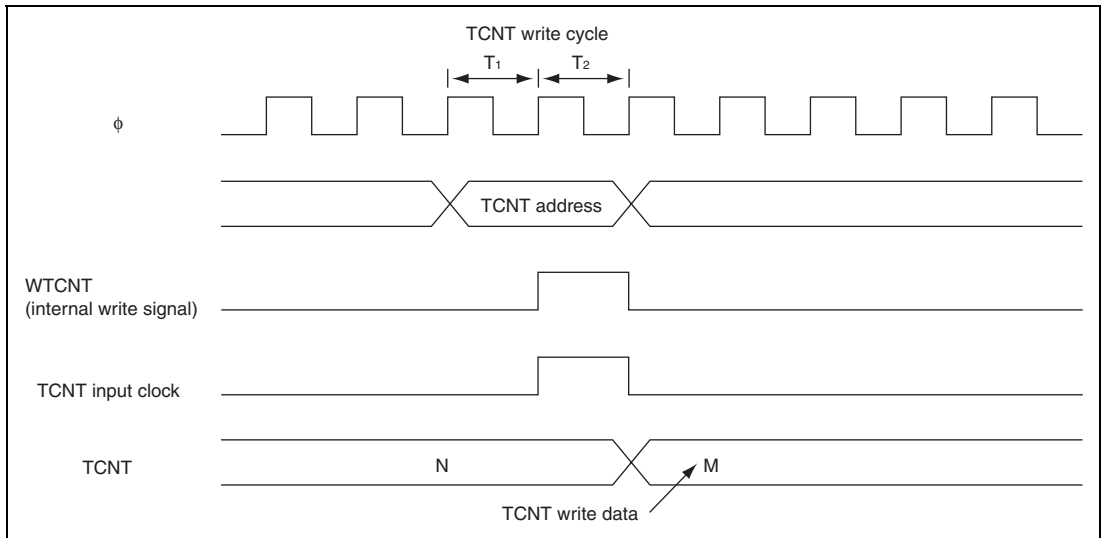 TCNT write cycle
T1 T2
ϕ
TCNT address
WTCNT
(internal write signal)
TCNT input clock
TCNT
N
M
TCNT write data